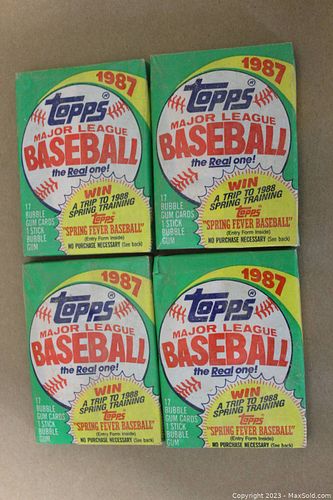 1987
topps
MAJOR LEAGUE
BASEBALL
the Real one!
WIN
A TRIP TO 1988
SPRING TRAINING
topps
"SPRING FEVER BASEBALL"
(Entry Form Inside)
NO PURCHASE NECESSARY (See back)
17
BUBBLE
GUM CARDS
1 STICK
BUBBLE
GUM
1987
topps
MAJOR LEAGUE
BASEBALL
the Real one!
WIN
A TRIP TO 1988
SPRING TRAINING
topps
"SPRING FEVER BASEBALL"
(Entry Form Inside)
NO PURCHASE NECESSARY (See back)
17
BUBBLE
GUM CARDS
1 STICK
BUBBLE
GUM
1987
topps
MAJOR LEAGUE
BASEBALL
the Real one!
WIN
A TRIP TO 1988
SPRING TRAINING
topps
"SPRING FEVER BASEBALL"
(Entry Form Inside)
NO PURCHASE NECESSARY (See back)
17
BUBBLE
GUM CARDS
1 STICK
BUBBLE
GUM
1987
topps
MAJOR LEAGUE
BASEBALL
the Real one!
WIN
A TRIP TO 1988
SPRING TRAINING
topps
"SPRING FEVER BASEBALL"
(Entry Form Inside)
NO PURCHASE NECESSARY (See back)
17
BUBBLE
GUM CARDS
1 STICK
BUBBLE
GUM
Copyright 2023 - MaxSold.com